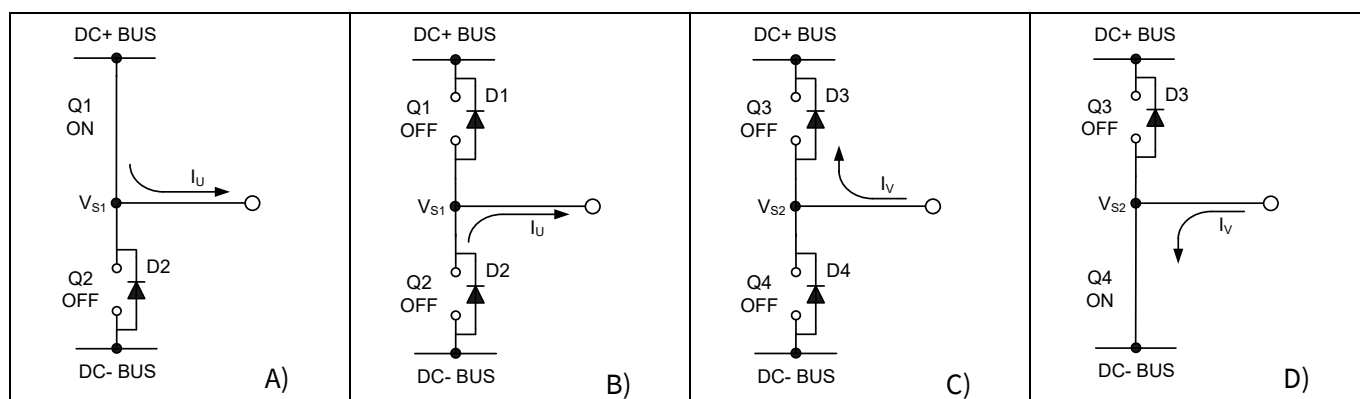 DC+ BUS
Q1
ON
I_U
V_S1
Q2
OFF
D2
DC- BUS
A)
DC+ BUS
Q1
OFF
D1
V_S1
I_U
Q2
OFF
D2
DC- BUS
B)
DC+ BUS
Q3
OFF
D3
I_V
V_S2
Q4
OFF
D4
DC- BUS
C)
DC+ BUS
Q3
OFF
D3
V_S2
I_V
Q4
ON
DC- BUS
D)